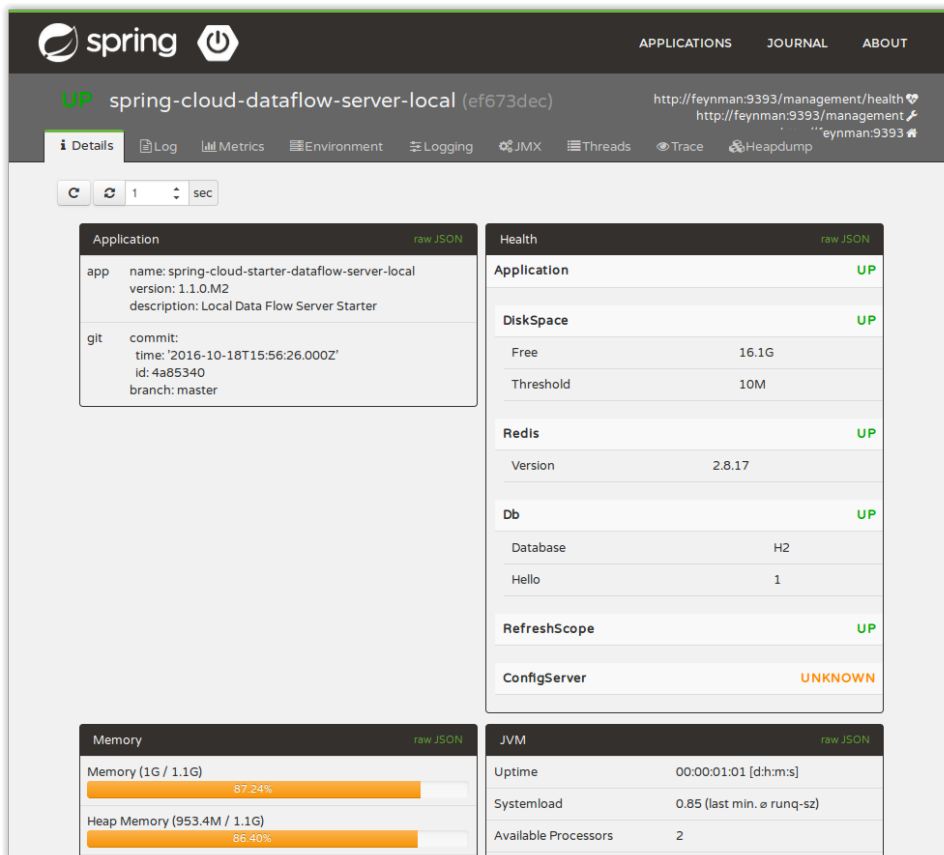 spring
APPLICATIONS JOURNAL ABOUT
UP spring-cloud-dataflow-server-local (ef673dec)
http://feynman:9393/management/health
http://feynman:9393/management
eynman:9393
Details Log Metrics Environment Logging JMX Threads Trace Heapdump
1 sec
Application raw JSON
app name: spring-cloud-starter-dataflow-server-local
version: 1.1.0.M2
description: Local Data Flow Server Starter
git commit:
time: '2016-10-18T15:56:26.000Z'
id: 4a85340
branch: master
Health raw JSON
Application UP
DiskSpace UP
Free 16.1G
Threshold 10M
Redis UP
Version 2.8.17
Db UP
Database H2
Hello 1
RefreshScope UP
ConfigServer UNKNOWN
Memory raw JSON
Memory (1G / 1.1G)
87.24%
Heap Memory (953.4M / 1.1G)
86.40%
JVM raw JSON
Uptime 00:00:01:01 [d:h:m:s]
Systemload 0.85 (last min. ⌀ runq-sz)
Available Processors 2